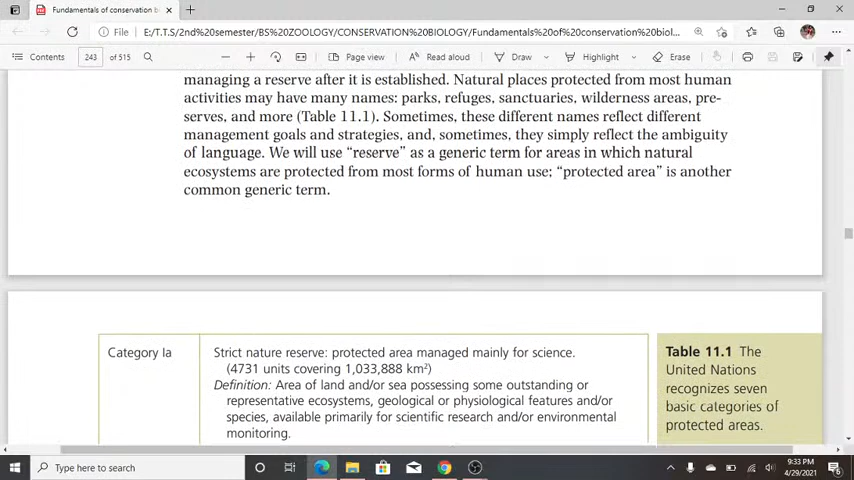 Fundamentals of conservation b
File
E:/T.T.S/2nd%20semester/BS%20ZOOLOGY/CONSERVATION%20BIOLOGY/Fundamentals%20of%20conservation%20biol...
Contents
243
of 515
Page view
Read aloud
Draw
Highlight
Erase
managing a reserve after it is established. Natural places protected from most human
activities may have many names: parks, refuges, sanctuaries, wilderness areas, pre-
serves, and more (Table 11.1). Sometimes, these different names reflect different
management goals and strategies, and, sometimes, they simply reflect the ambiguity
of language. We will use “reserve” as a generic term for areas in which natural
ecosystems are protected from most forms of human use; “protected area” is another
common generic term.
Category Ia
Strict nature reserve: protected area managed mainly for science.
(4731 units covering 1,033,888 km²)
Definition: Area of land and/or sea possessing some outstanding or
representative ecosystems, geological or physiological features and/or
species, available primarily for scientific research and/or environmental
monitoring.
Table 11.1 The
United Nations
recognizes seven
basic categories of
protected areas.
Type here to search
9:33 PM
4/29/2021